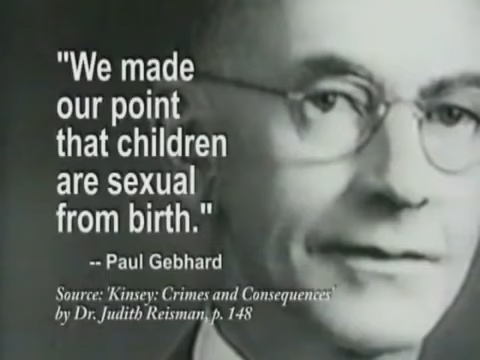 "We made
our point
that children
are sexual
from birth."
-- Paul Gebhard
Source: 'Kinsey: Crimes and Consequences'
by Dr. Judith Reisman, p. 148